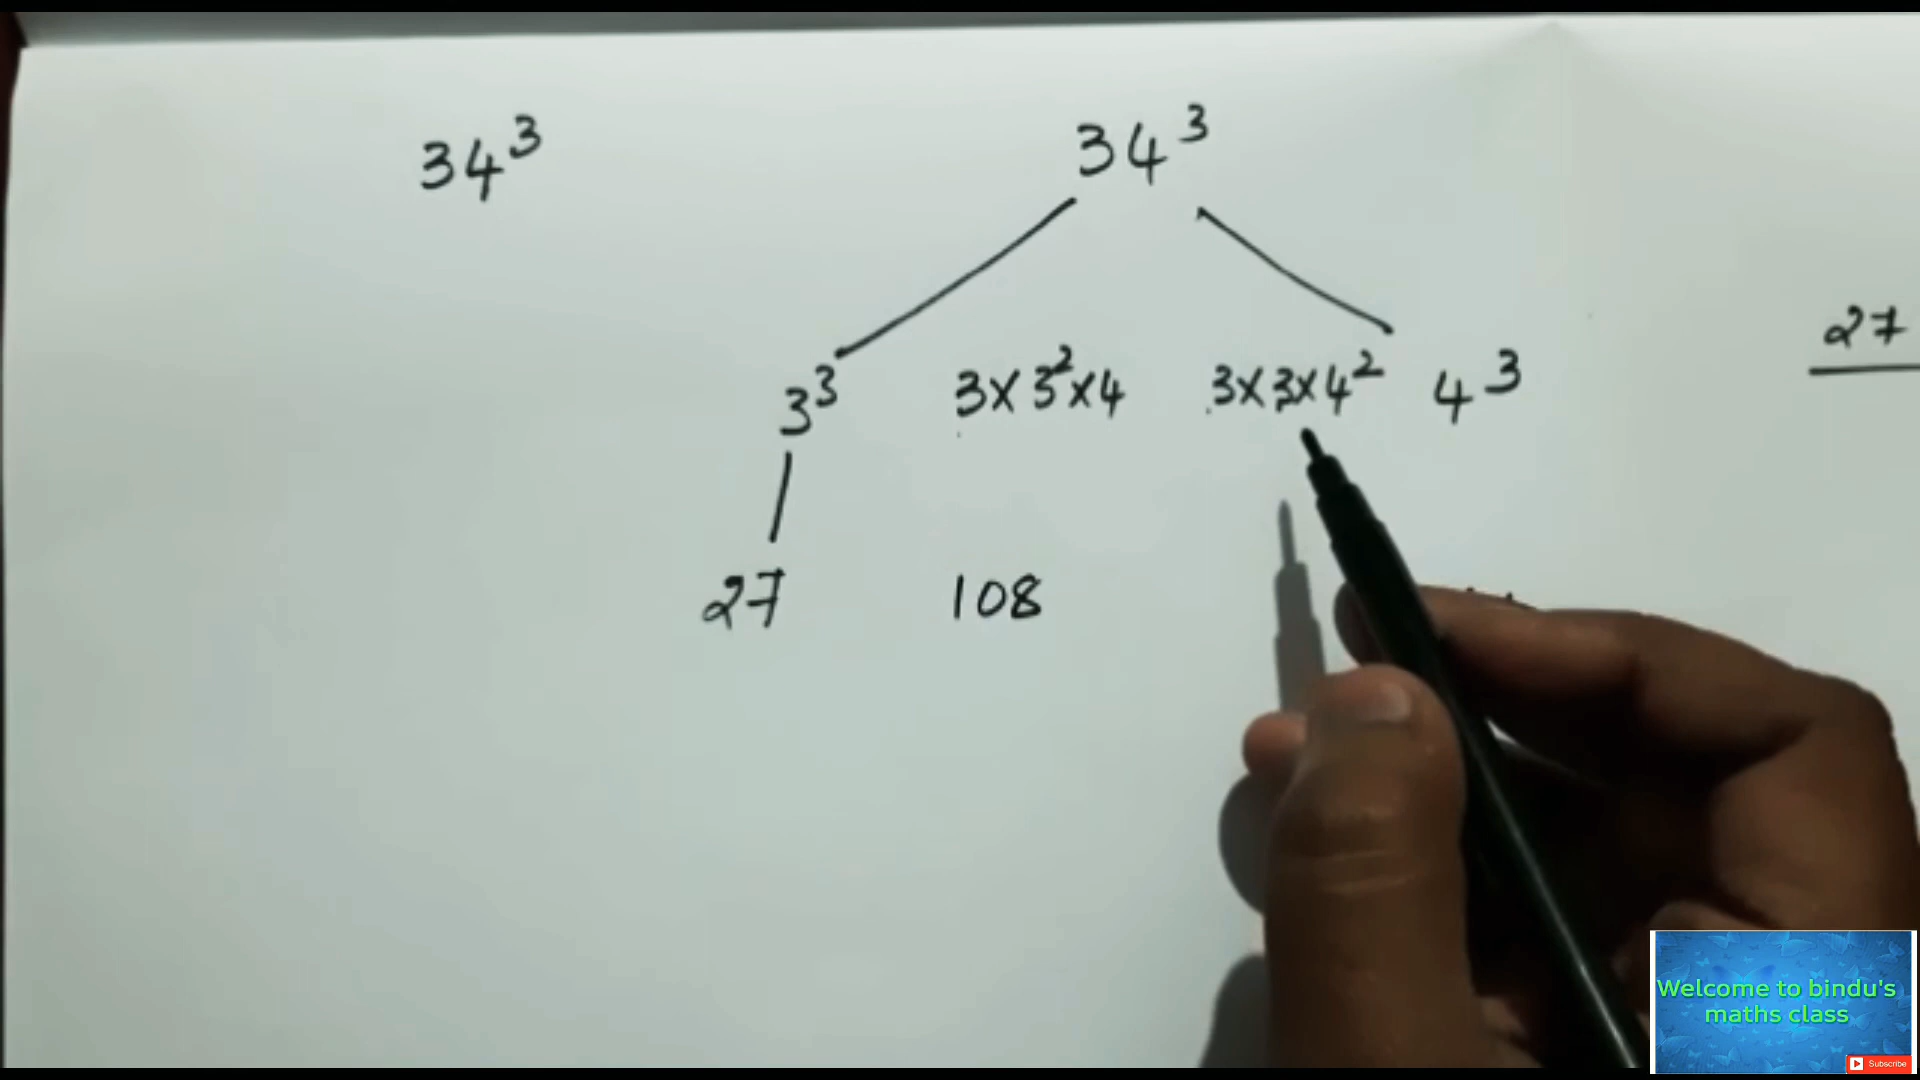 34³ 34³
27
3³ 3×3²×4 3×3×4² 4³
27 108
Welcome to bindu's
maths class
Subscribe